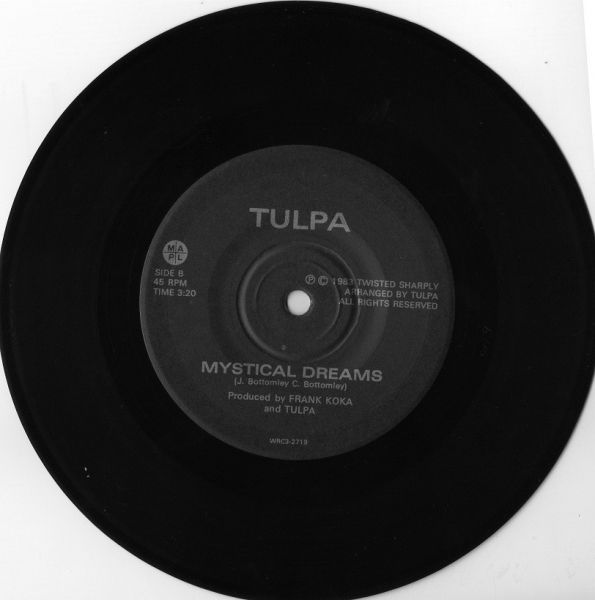 TULPA
M A
P L
SIDE B
45 RPM
TIME 3:20
Ⓟ © 1983 TWISTED SHARPLY
ARRANGED BY TULPA
ALL RIGHTS RESERVED
MYSTICAL DREAMS
(J. Bottomley C. Bottomley)
Produced by FRANK KOKA
and TULPA
WRC3-2719